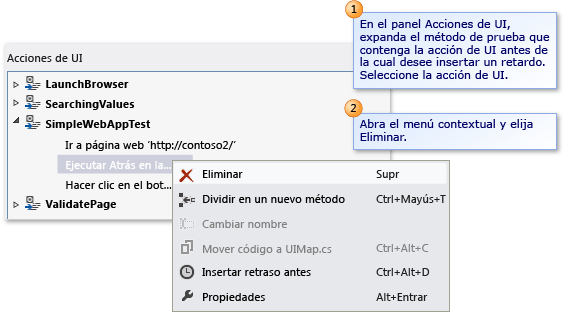 1
En el panel Acciones de UI,
expanda el método de prueba que
contenga la acción de UI antes de
la cual desee insertar un retardo.
Seleccione la acción de UI.
Acciones de UI
LaunchBrowser
SearchingValues
SimpleWebAppTest
2
Abra el menú contextual y elija
Eliminar.
Ir a página web 'http://contoso2/'
Ejecutar Atrás en la...
Hacer clic en el bot...
ValidatePage
Eliminar Supr
Dividir en un nuevo método Ctrl+Mayús+T
Cambiar nombre
Mover código a UIMap.cs Ctrl+Alt+C
Insertar retraso antes Ctrl+Alt+D
Propiedades Alt+Entrar